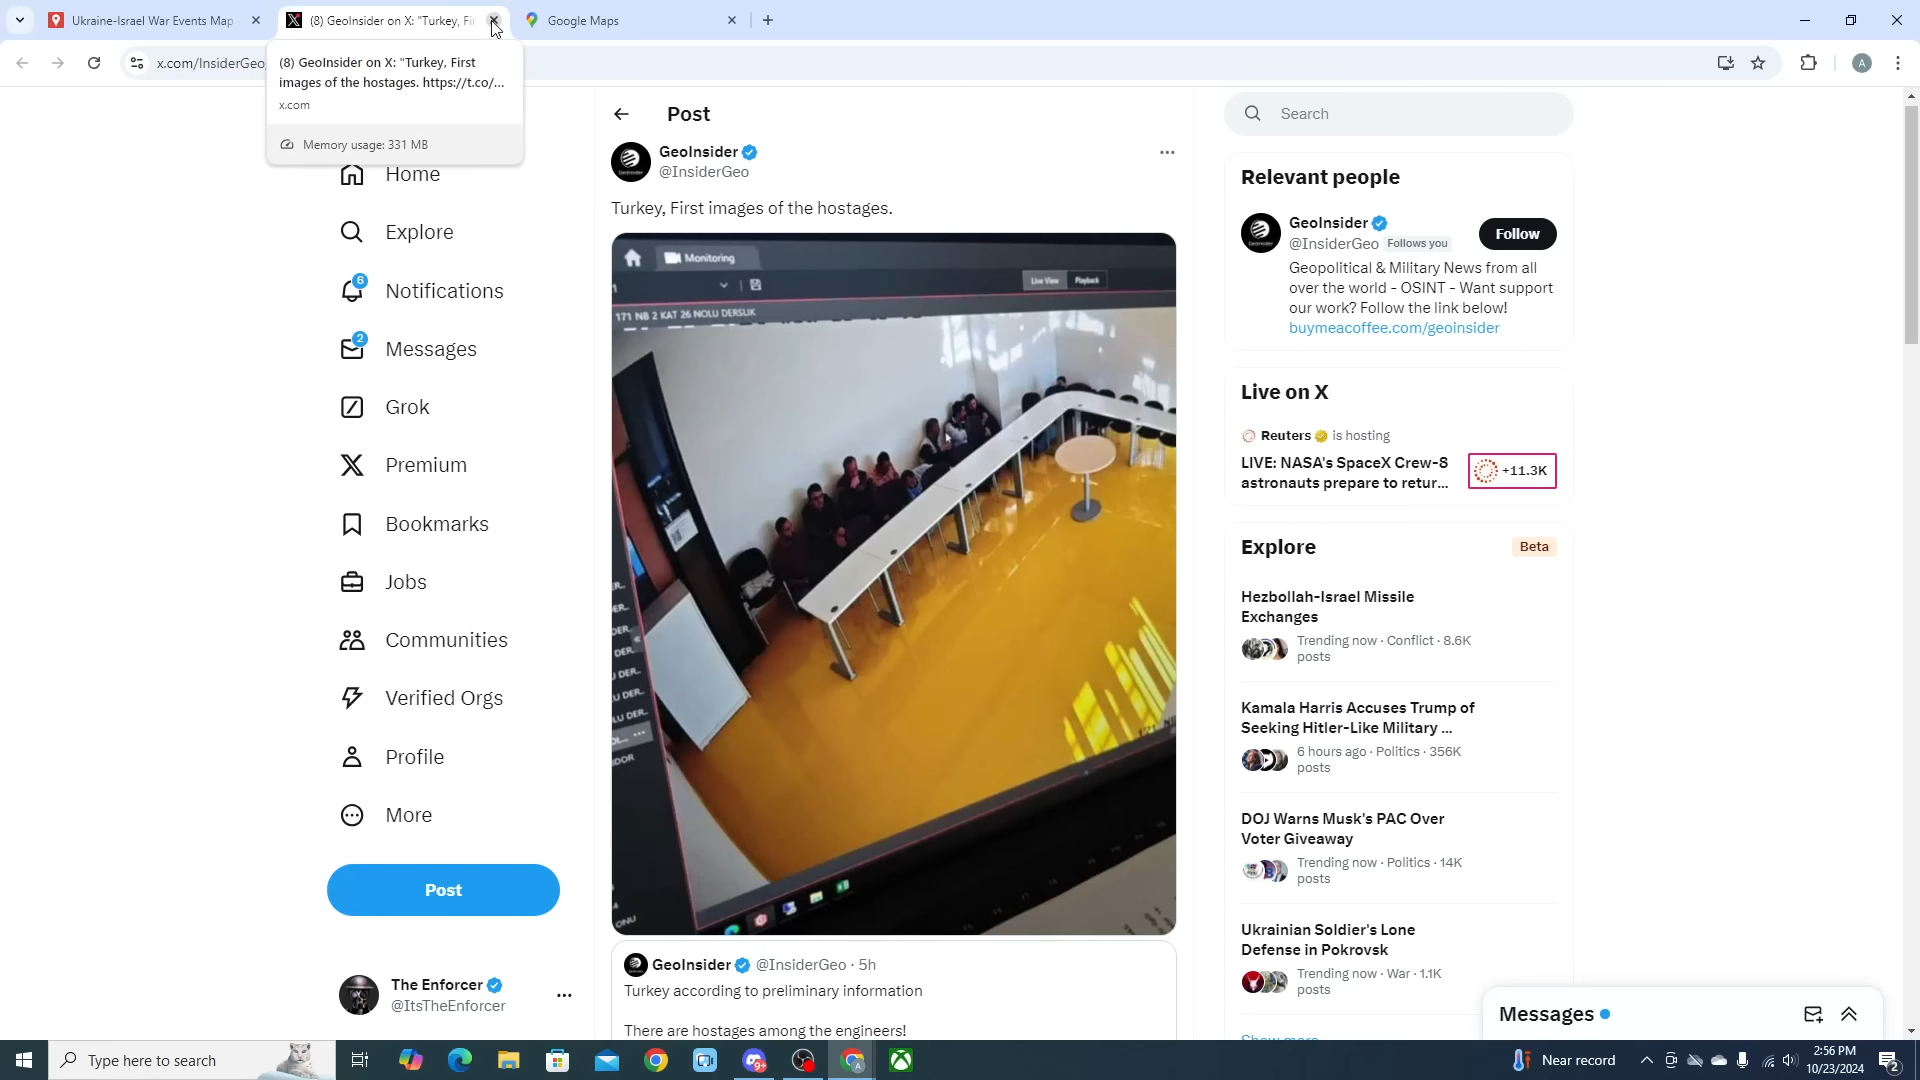 Ukraine-Israel War Events Map
(8) GeoInsider on X: "Turkey, Fir
Google Maps
x.com/InsiderGeo
A
(8) GeoInsider on X: "Turkey, First
images of the hostages. https://t.co/...
x.com
Memory usage: 331 MB
Home
Explore
6
Notifications
2
Messages
Grok
Premium
Bookmarks
Jobs
Communities
Verified Orgs
Profile
More
Post
The Enforcer
@ItsTheEnforcer
Post
GeoInsider
@InsiderGeo
Turkey, First images of the hostages.
Monitoring
Live View
Playback
171 NB 2 KAT 26 NOLU DERSLIK
GeoInsider @InsiderGeo · 5h
Turkey according to preliminary information
There are hostages among the engineers!
Search
Relevant people
GeoInsider
@InsiderGeo Follows you
Follow
Geopolitical & Military News from all
over the world - OSINT - Want support
our work? Follow the link below!
buymeacoffee.com/geoinsider
Live on X
Reuters is hosting
LIVE: NASA's SpaceX Crew-8
astronauts prepare to retur...
+11.3K
Explore
Beta
Hezbollah-Israel Missile
Exchanges
Trending now · Conflict · 8.6K
posts
Kamala Harris Accuses Trump of
Seeking Hitler-Like Military ...
6 hours ago · Politics · 356K
posts
DOJ Warns Musk's PAC Over
Voter Giveaway
Trending now · Politics · 14K
posts
Ukrainian Soldier's Lone
Defense in Pokrovsk
Trending now · War · 1.1K
posts
Show more
Messages
Type here to search
9+
A
Near record
2:56 PM
10/23/2024
2